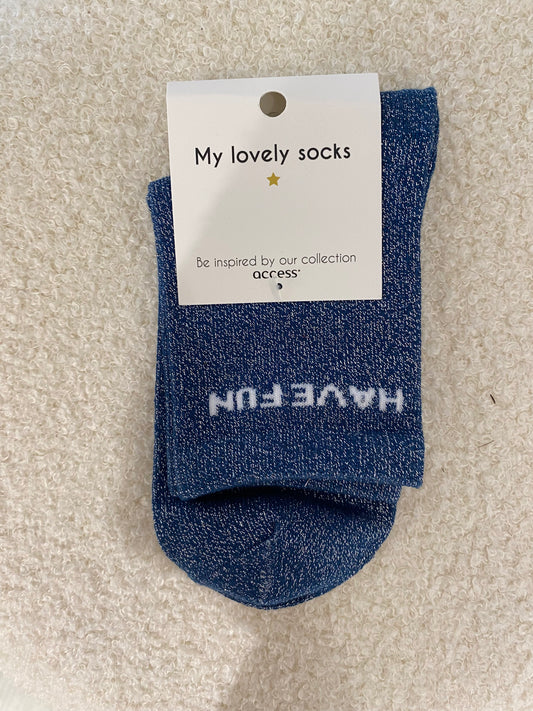 My lovely socks
Be inspired by our collection
access
HAVE FUN